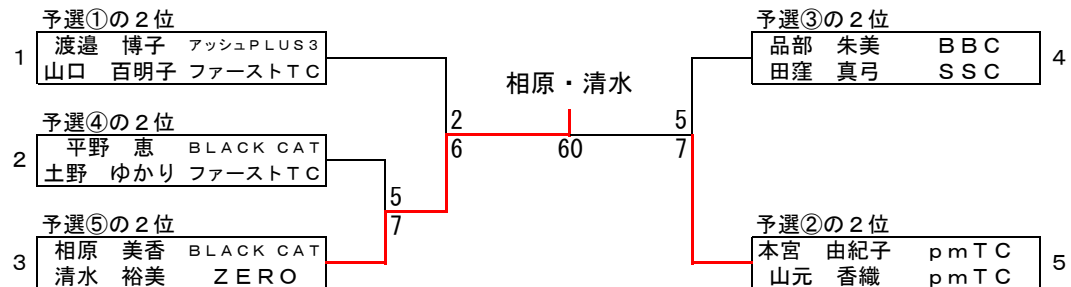 予選①の２位
1
渡邉　博子　アッシュＰＬＵＳ３
山口　百明子　ファーストＴＣ
予選④の２位
2
平野　恵　ＢＬＡＣＫ ＣＡＴ
土野　ゆかり　ファーストＴＣ
予選⑤の２位
3
相原　美香　ＢＬＡＣＫ ＣＡＴ
清水　裕美　ＺＥＲＯ
5
7
2
6
相原・清水
60
5
7
予選③の２位
品部　朱美　ＢＢＣ
田窪　真弓　ＳＳＣ
4
予選②の２位
本宮　由紀子　ｐｍＴＣ
山元　香織　ｐｍＴＣ
5